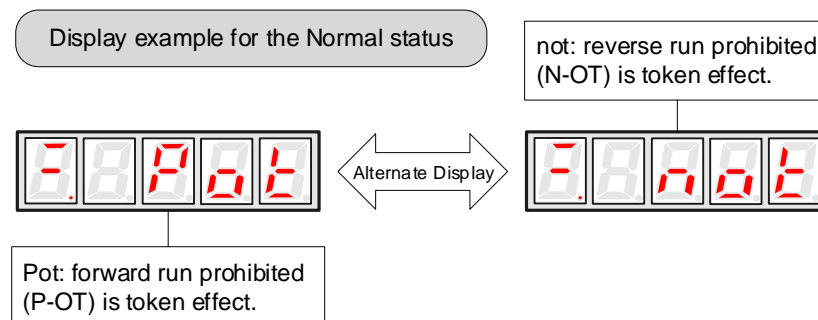 Display example for the Normal status
not: reverse run prohibited
(N-OT) is token effect.
Pot
Alternate Display
not
Pot: forward run prohibited
(P-OT) is token effect.